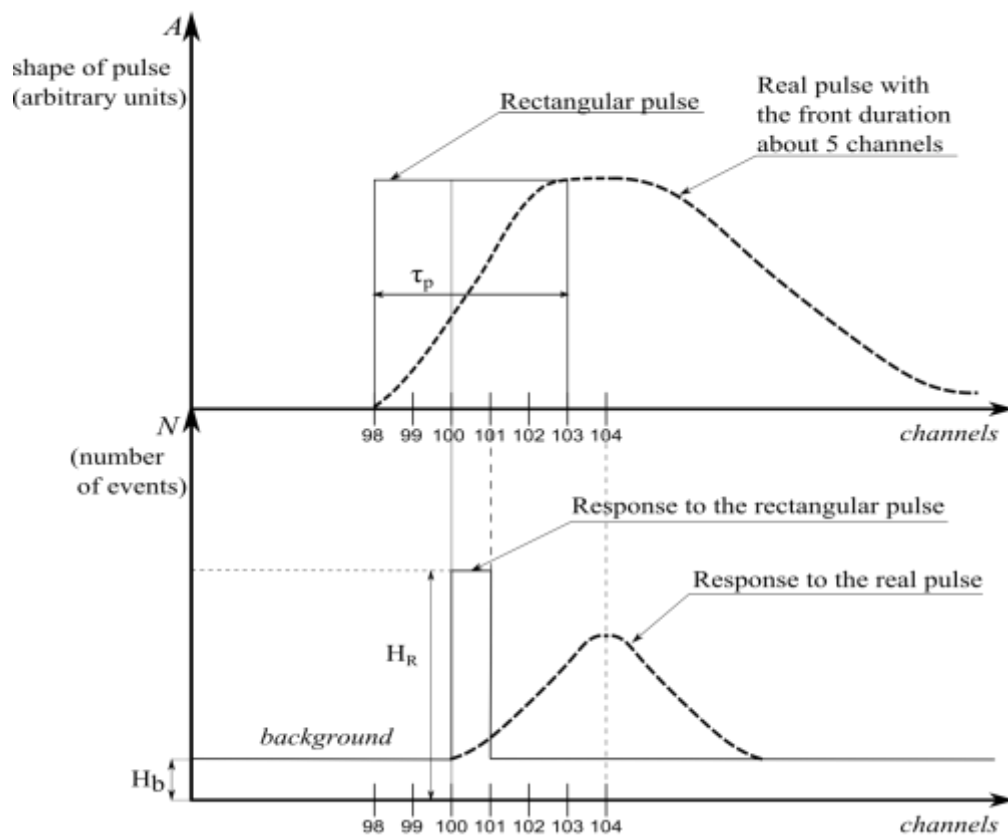 A
shape of pulse
(arbitrary units)
Rectangular pulse
Real pulse with
the front duration
about 5 channels
τp
98 99 100 101 102 103 104
channels
N
(number
of events)
Response to the rectangular pulse
Response to the real pulse
HR
background
Hb
98 99 100 101 102 103 104
channels